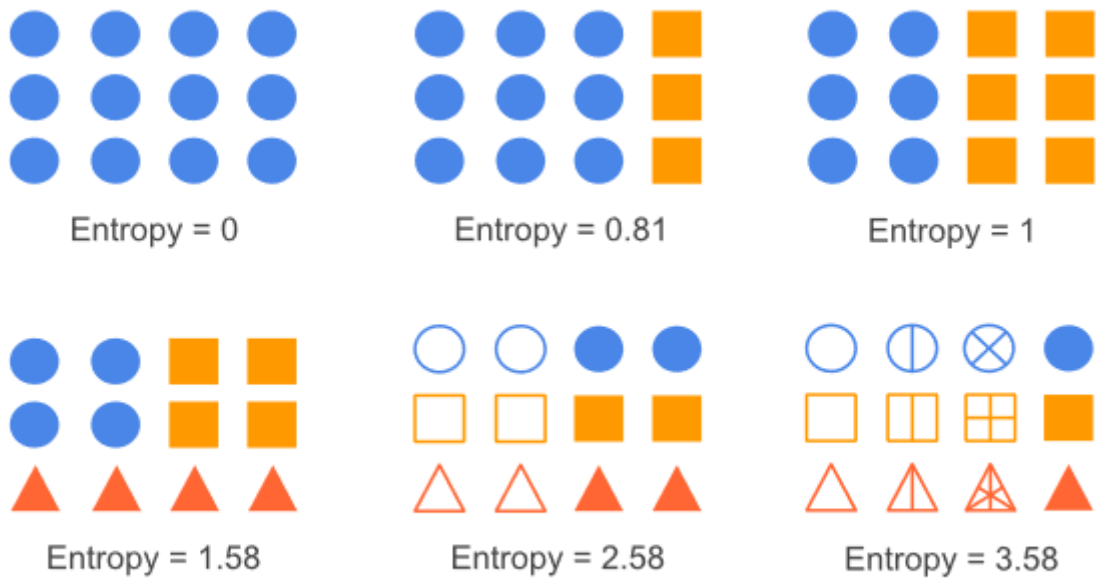 Entropy = 0
Entropy = 0.81
Entropy = 1
Entropy = 1.58
Entropy = 2.58
Entropy = 3.58